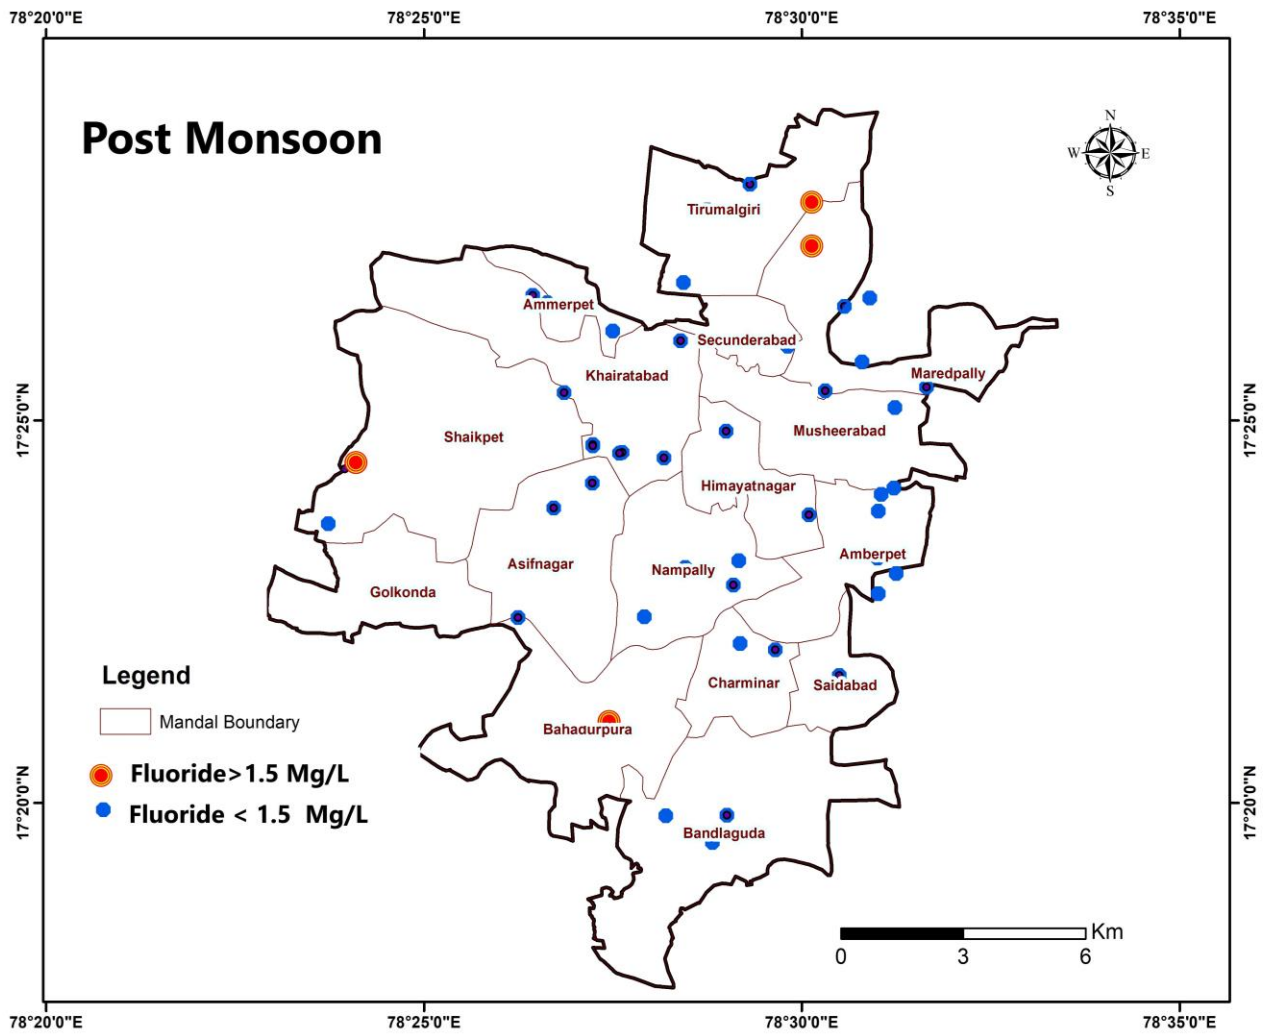 78°20'0"E 78°25'0"E 78°30'0"E 78°35'0"E
Post Monsoon
N
W E
S
Tirumalgiri
Ammerpet
Secunderabad
Khairatabad
Maredpally
17°25'0"N 17°25'0"N
Shaikpet
Musheerabad
Himayatnagar
Amberpet
Asifnagar
Nampally
Golkonda
Legend
Charminar
Saidabad
Mandal Boundary
Bahadurpura
Fluoride>1.5 Mg/L
Fluoride < 1.5 Mg/L
17°20'0"N 17°20'0"N
Bandlaguda
Km
0 3 6
78°20'0"E 78°25'0"E 78°30'0"E 78°35'0"E